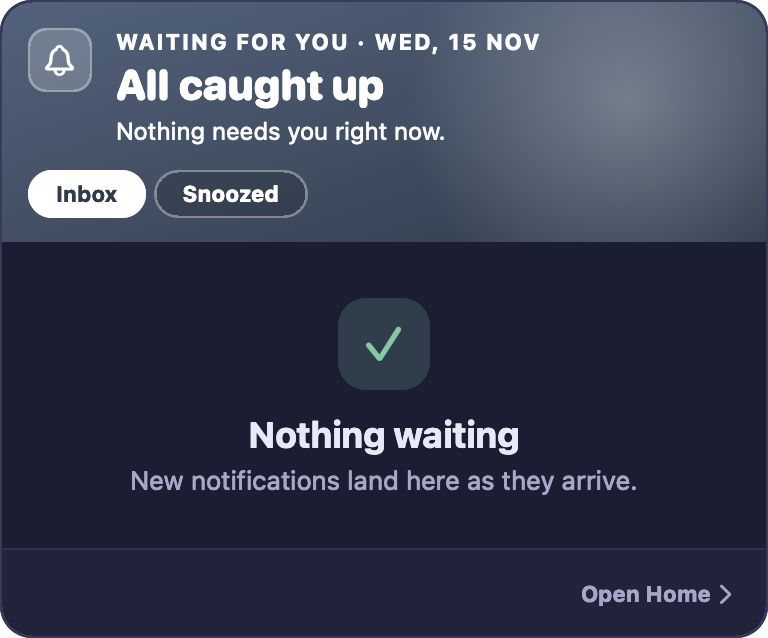 WAITING FOR YOU · WED, 15 NOV
All caught up
Nothing needs you right now.
Inbox
Snoozed
Nothing waiting
New notifications land here as they arrive.
Open Home